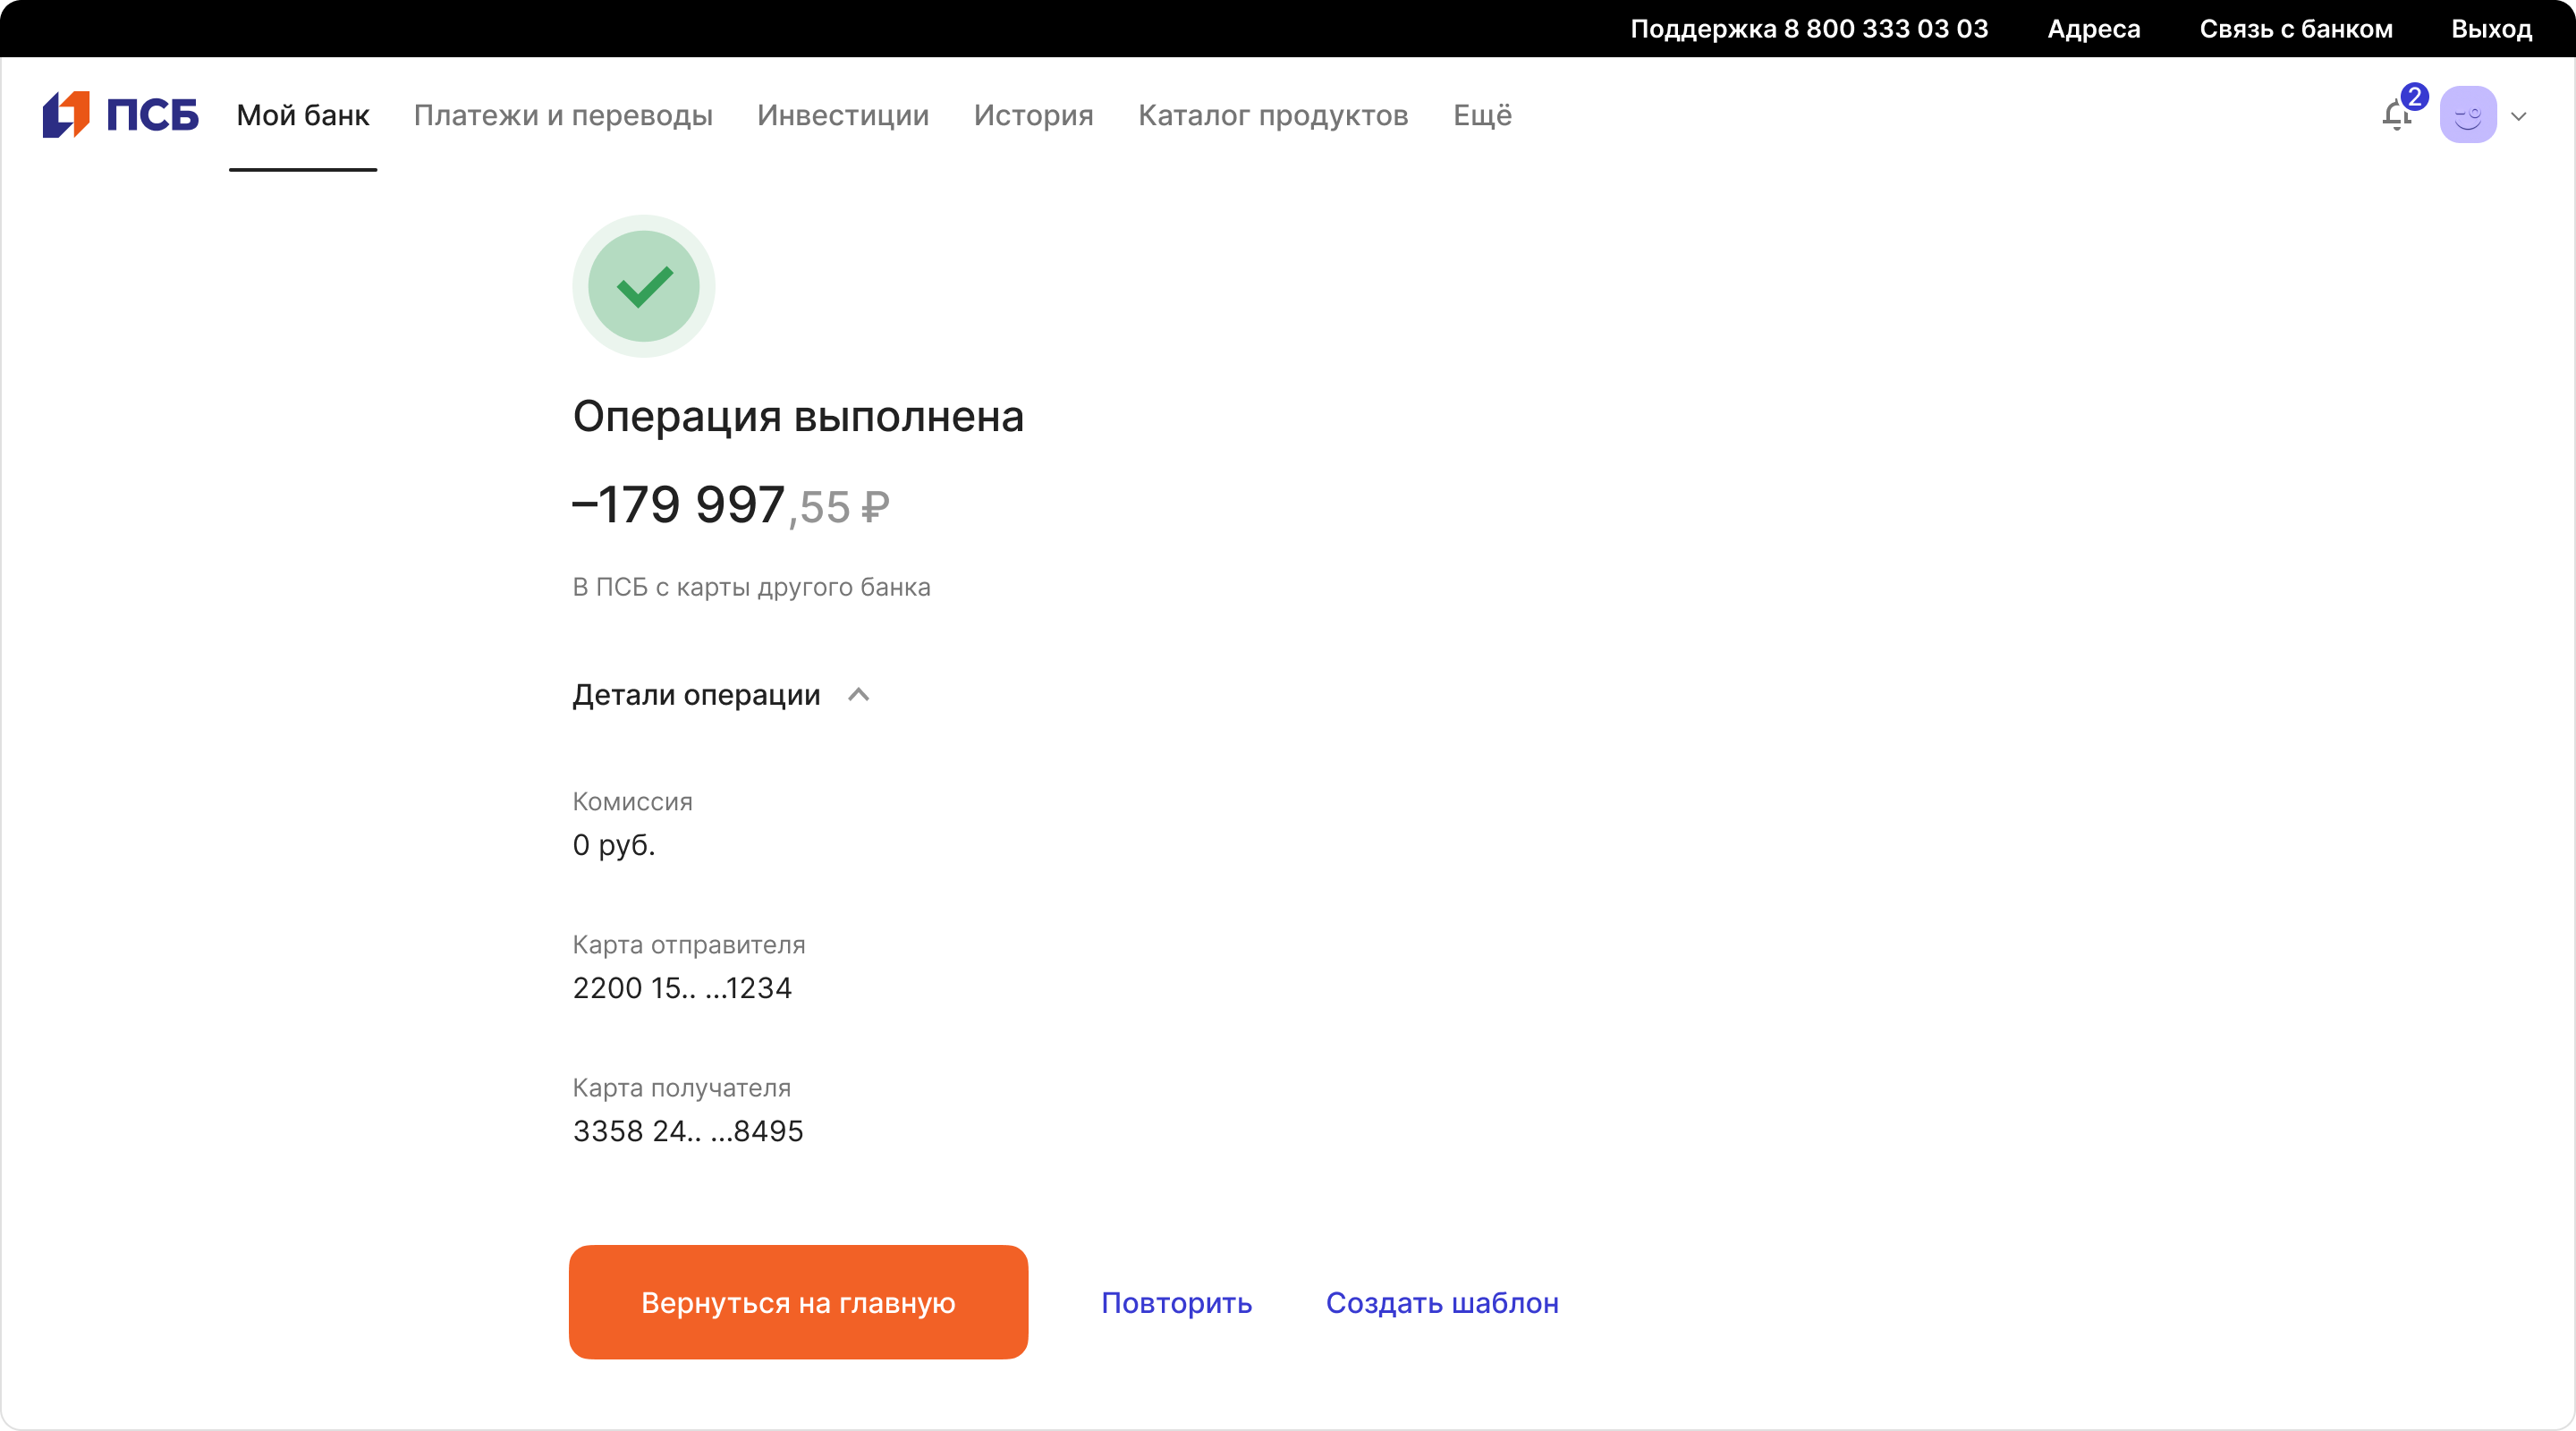 Поддержка 8 800 333 03 03 Адреса Связь с банком Выход
ПСБ Мой банк Платежи и переводы Инвестиции История Каталог продуктов Ещё 2
Операция выполнена
–179 997,55 ₽
В ПСБ с карты другого банка
Детали операции
Комиссия
0 руб.
Карта отправителя
2200 15.. ...1234
Карта получателя
3358 24.. ...8495
Вернуться на главную Повторить Создать шаблон